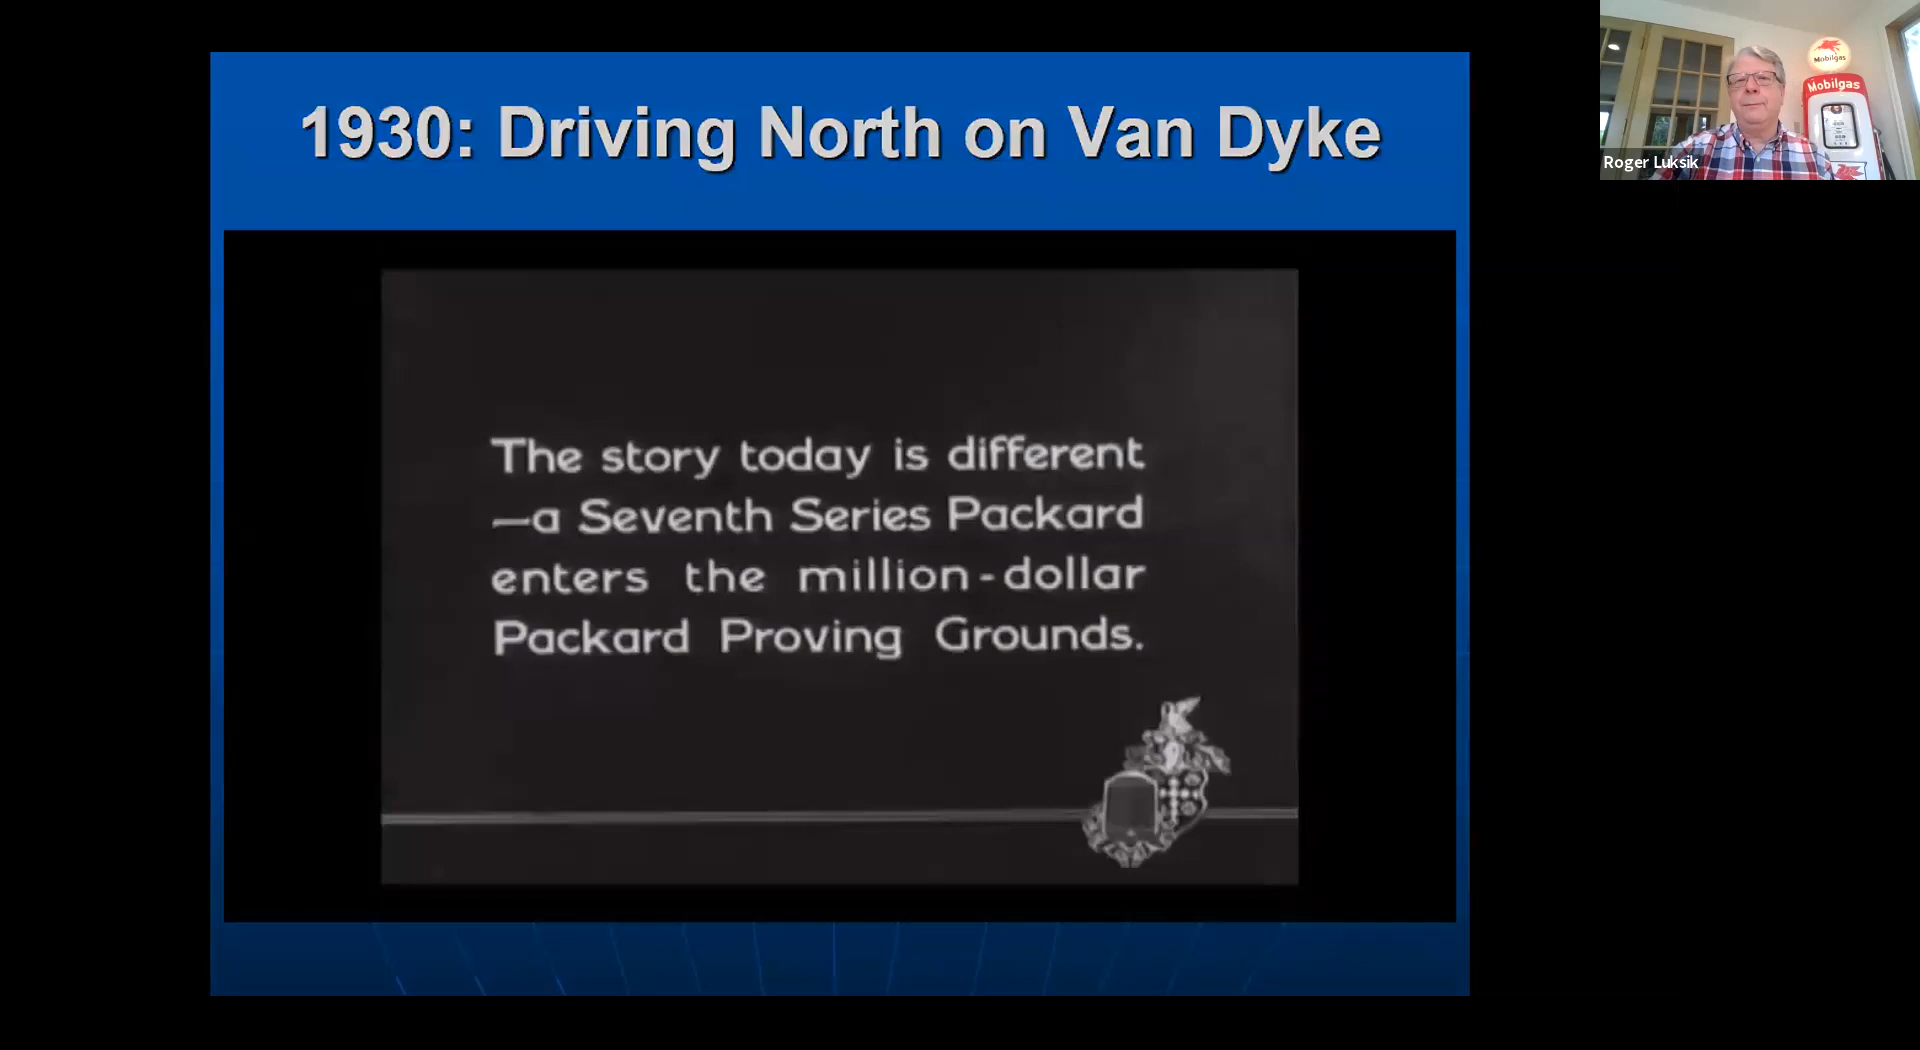 1930: Driving North on Van Dyke
The story today is different
—a Seventh Series Packard
enters the million-dollar
Packard Proving Grounds.
Mobilgas
Mobilgas
Roger Luksik